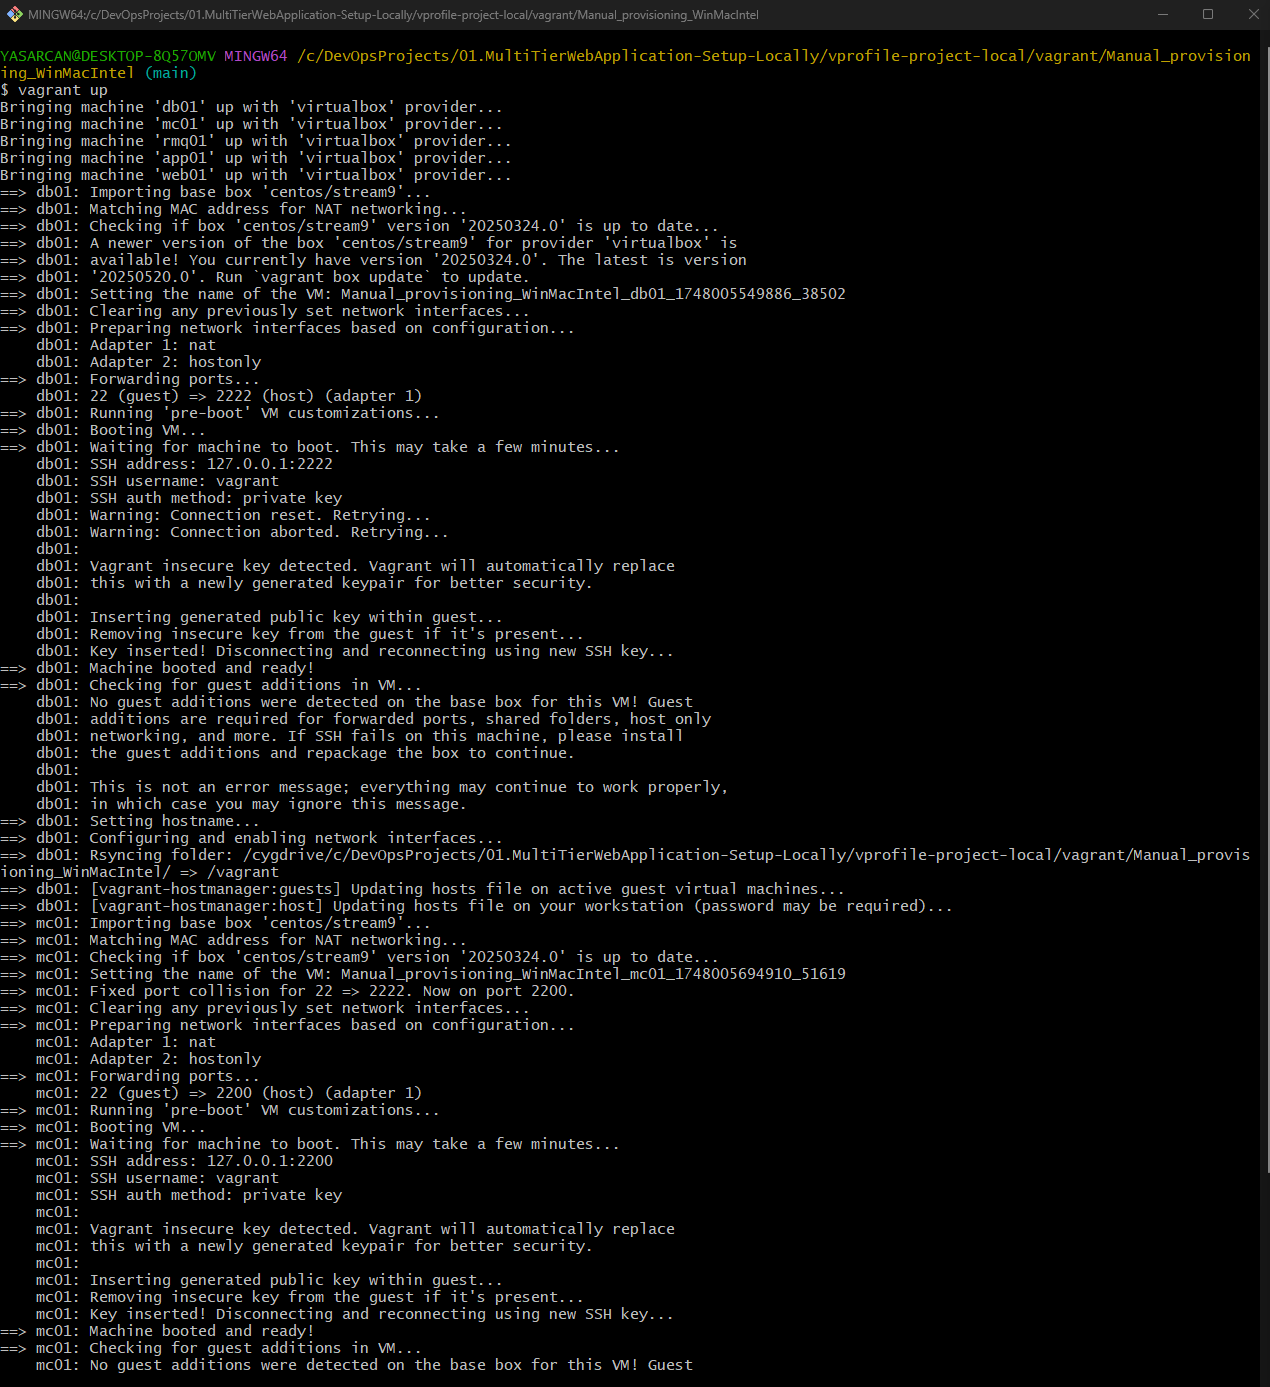 MINGW64:/c/DevOpsProjects/01.MultiTierWebApplication-Setup-Locally/vprofile-project-local/vagrant/Manual_provisioning_WinMacIntel
YASARCAN@DESKTOP-8Q57OMV MINGW64 /c/DevOpsProjects/01.MultiTierWebApplication-Setup-Locally/vprofile-project-local/vagrant/Manual_provision
ing_WinMacIntel (main)
$ vagrant up
Bringing machine 'db01' up with 'virtualbox' provider...
Bringing machine 'mc01' up with 'virtualbox' provider...
Bringing machine 'rmq01' up with 'virtualbox' provider...
Bringing machine 'app01' up with 'virtualbox' provider...
Bringing machine 'web01' up with 'virtualbox' provider...
==> db01: Importing base box 'centos/stream9'...
==> db01: Matching MAC address for NAT networking...
==> db01: Checking if box 'centos/stream9' version '20250324.0' is up to date...
==> db01: A newer version of the box 'centos/stream9' for provider 'virtualbox' is
==> db01: available! You currently have version '20250324.0'. The latest is version
==> db01: '20250520.0'. Run `vagrant box update` to update.
==> db01: Setting the name of the VM: Manual_provisioning_WinMacIntel_db01_1748005549886_38502
==> db01: Clearing any previously set network interfaces...
==> db01: Preparing network interfaces based on configuration...
    db01: Adapter 1: nat
    db01: Adapter 2: hostonly
==> db01: Forwarding ports...
    db01: 22 (guest) => 2222 (host) (adapter 1)
==> db01: Running 'pre-boot' VM customizations...
==> db01: Booting VM...
==> db01: Waiting for machine to boot. This may take a few minutes...
    db01: SSH address: 127.0.0.1:2222
    db01: SSH username: vagrant
    db01: SSH auth method: private key
    db01: Warning: Connection reset. Retrying...
    db01: Warning: Connection aborted. Retrying...
    db01:
    db01: Vagrant insecure key detected. Vagrant will automatically replace
    db01: this with a newly generated keypair for better security.
    db01:
    db01: Inserting generated public key within guest...
    db01: Removing insecure key from the guest if it's present...
    db01: Key inserted! Disconnecting and reconnecting using new SSH key...
==> db01: Machine booted and ready!
==> db01: Checking for guest additions in VM...
    db01: No guest additions were detected on the base box for this VM! Guest
    db01: additions are required for forwarded ports, shared folders, host only
    db01: networking, and more. If SSH fails on this machine, please install
    db01: the guest additions and repackage the box to continue.
    db01:
    db01: This is not an error message; everything may continue to work properly,
    db01: in which case you may ignore this message.
==> db01: Setting hostname...
==> db01: Configuring and enabling network interfaces...
==> db01: Rsyncing folder: /cygdrive/c/DevOpsProjects/01.MultiTierWebApplication-Setup-Locally/vprofile-project-local/vagrant/Manual_provis
ioning_WinMacIntel/ => /vagrant
==> db01: [vagrant-hostmanager:guests] Updating hosts file on active guest virtual machines...
==> db01: [vagrant-hostmanager:host] Updating hosts file on your workstation (password may be required)...
==> mc01: Importing base box 'centos/stream9'...
==> mc01: Matching MAC address for NAT networking...
==> mc01: Checking if box 'centos/stream9' version '20250324.0' is up to date...
==> mc01: Setting the name of the VM: Manual_provisioning_WinMacIntel_mc01_1748005694910_51619
==> mc01: Fixed port collision for 22 => 2222. Now on port 2200.
==> mc01: Clearing any previously set network interfaces...
==> mc01: Preparing network interfaces based on configuration...
    mc01: Adapter 1: nat
    mc01: Adapter 2: hostonly
==> mc01: Forwarding ports...
    mc01: 22 (guest) => 2200 (host) (adapter 1)
==> mc01: Running 'pre-boot' VM customizations...
==> mc01: Booting VM...
==> mc01: Waiting for machine to boot. This may take a few minutes...
    mc01: SSH address: 127.0.0.1:2200
    mc01: SSH username: vagrant
    mc01: SSH auth method: private key
    mc01:
    mc01: Vagrant insecure key detected. Vagrant will automatically replace
    mc01: this with a newly generated keypair for better security.
    mc01:
    mc01: Inserting generated public key within guest...
    mc01: Removing insecure key from the guest if it's present...
    mc01: Key inserted! Disconnecting and reconnecting using new SSH key...
==> mc01: Machine booted and ready!
==> mc01: Checking for guest additions in VM...
    mc01: No guest additions were detected on the base box for this VM! Guest